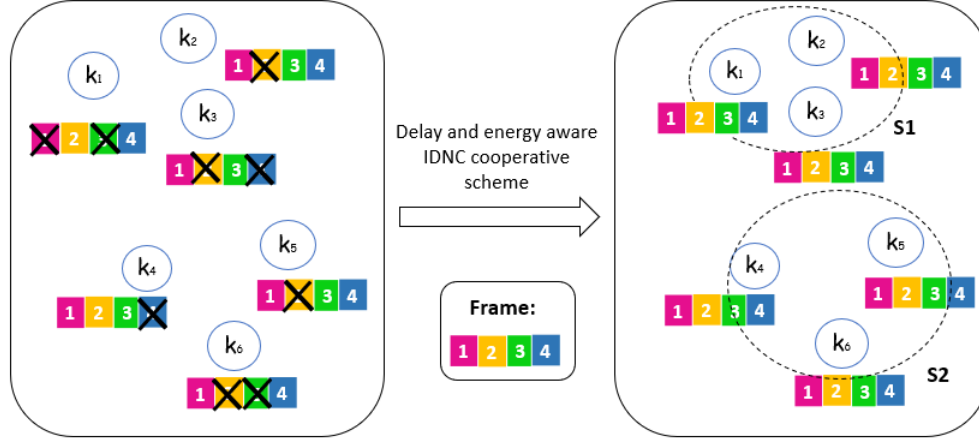 k₂
1 3 4
k₁
2 4
k₃
1 3
k₅
1 3 4
k₄
1 2 3
k₆
1 4
Delay and energy aware
IDNC cooperative
scheme
Frame:
1 2 3 4
k₂
1 2 3 4
k₁
1 2 3 4
k₃
S1
1 2 3 4
k₅
1 2 3 4
k₄
1 2 3 4
k₆
S2
1 2 3 4